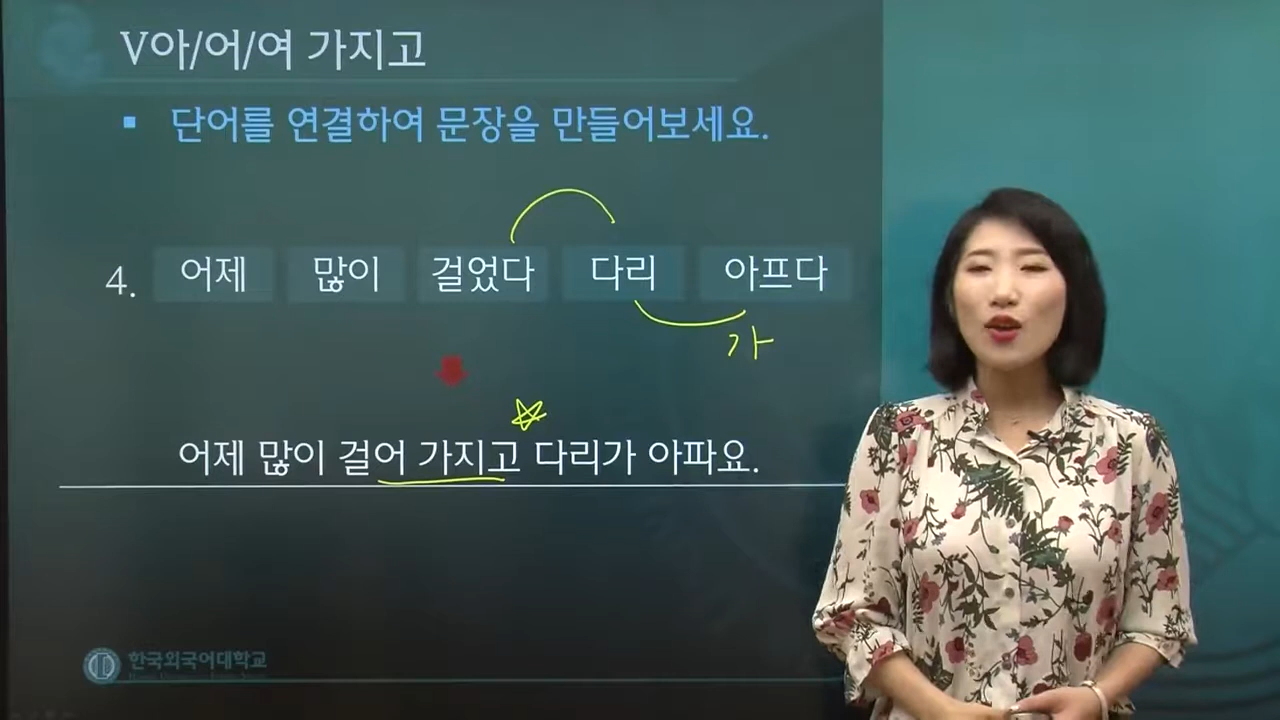 V아/어/여 가지고
▪ 단어를 연결하여 문장을 만들어보세요.
4. 어제 많이 걸었다 다리 아프다
가
어제 많이 걸어 가지고 다리가 아파요.
한국외국어대학교